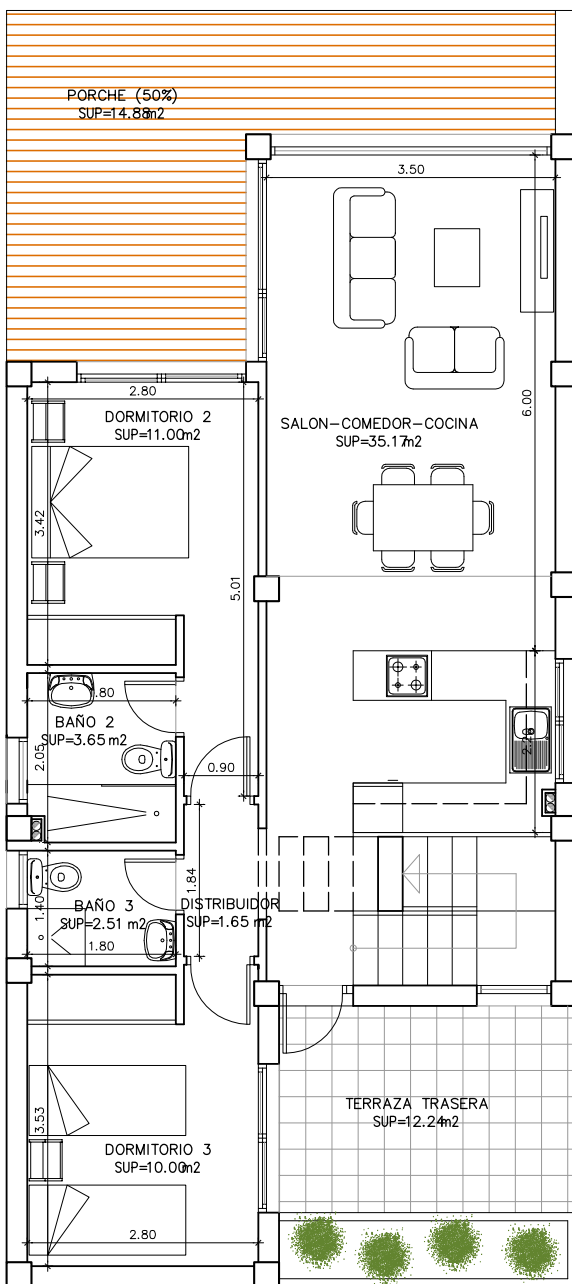 PORCHE (50%)
SUP=14.88m2
3.50
2.80
DORMITORIO 2
SUP=11.00m2
SALON-COMEDOR-COCINA
SUP=35.17m2
6.00
3.42
5.01
.80
BAÑO 2
SUP=3.65 m2
2.05
0.90
1.84
BAÑO 3
SUP=2.51 m2
1.40
1.80
DISTRIBUIDOR
SUP=1.65 m2
TERRAZA TRASERA
SUP=12.24m2
3.53
DORMITORIO 3
SUP=10.00m2
2.80